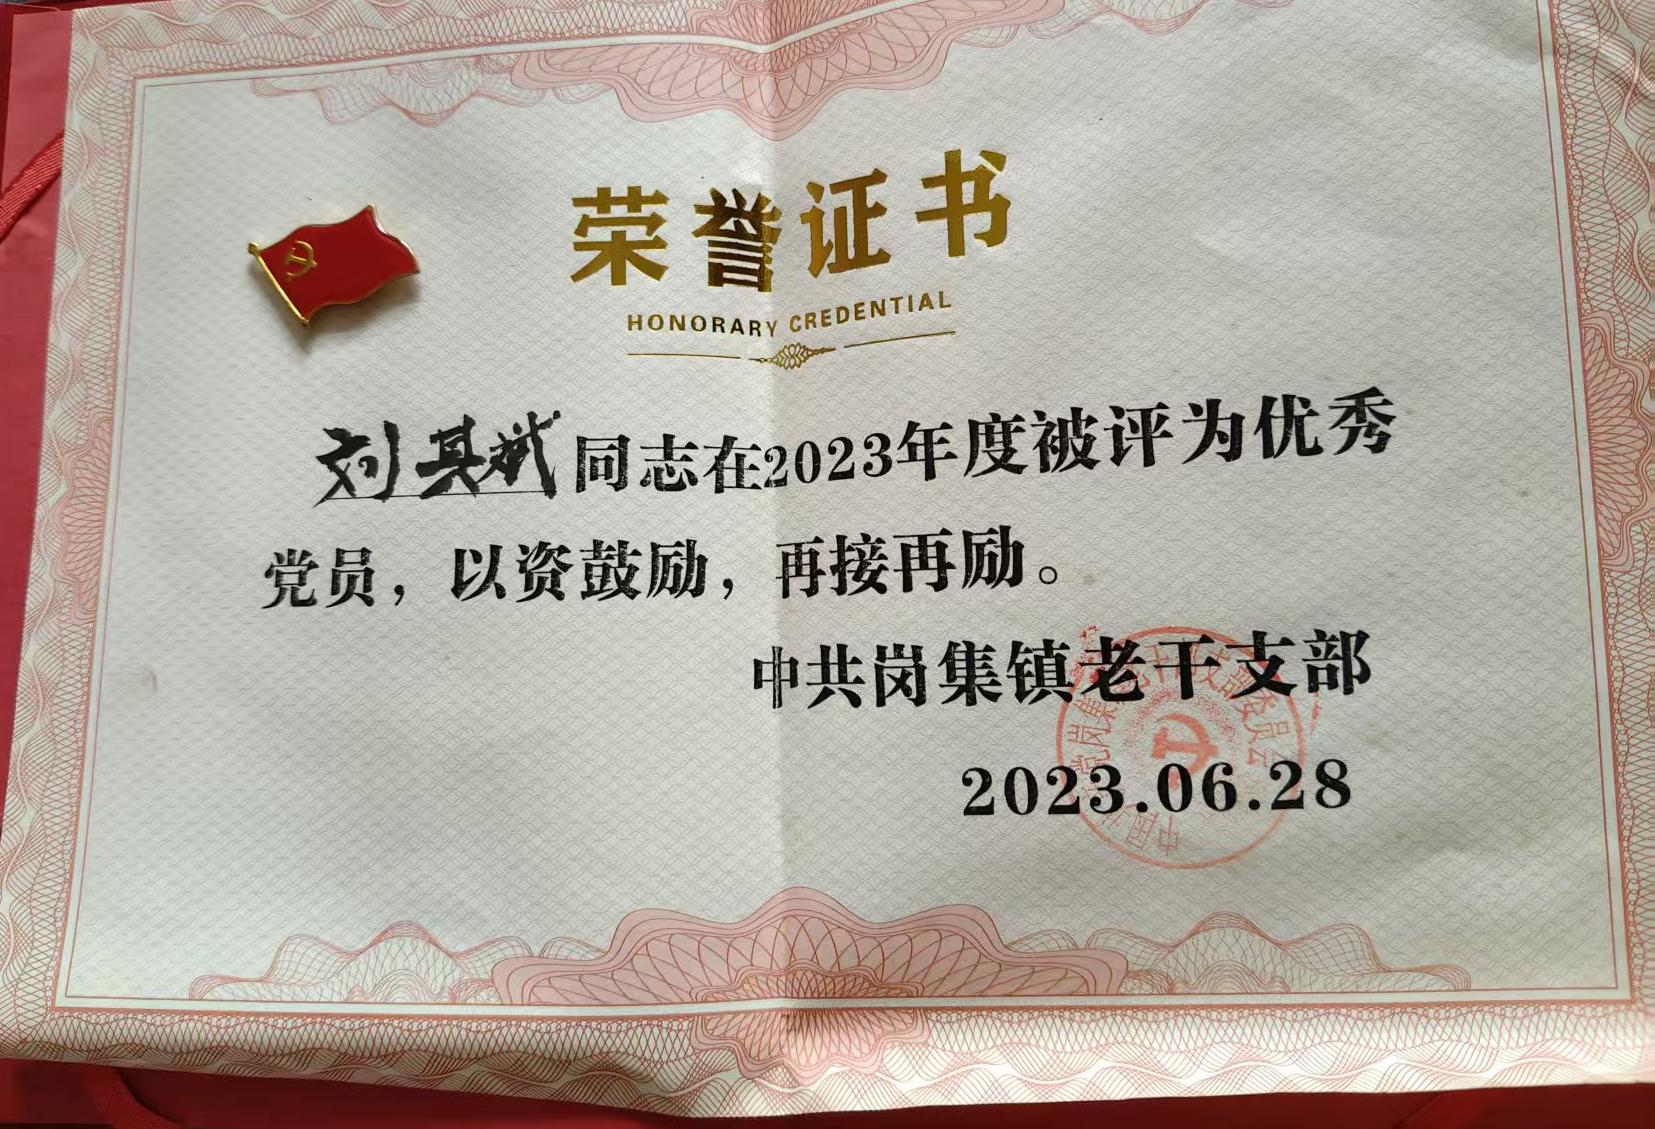 荣誉证书
HONORARY CREDENTIAL
刘其斌同志在2023年度被评为优秀
党员，以资鼓励，再接再励。
中共岗集镇老干支部
2023.06.28